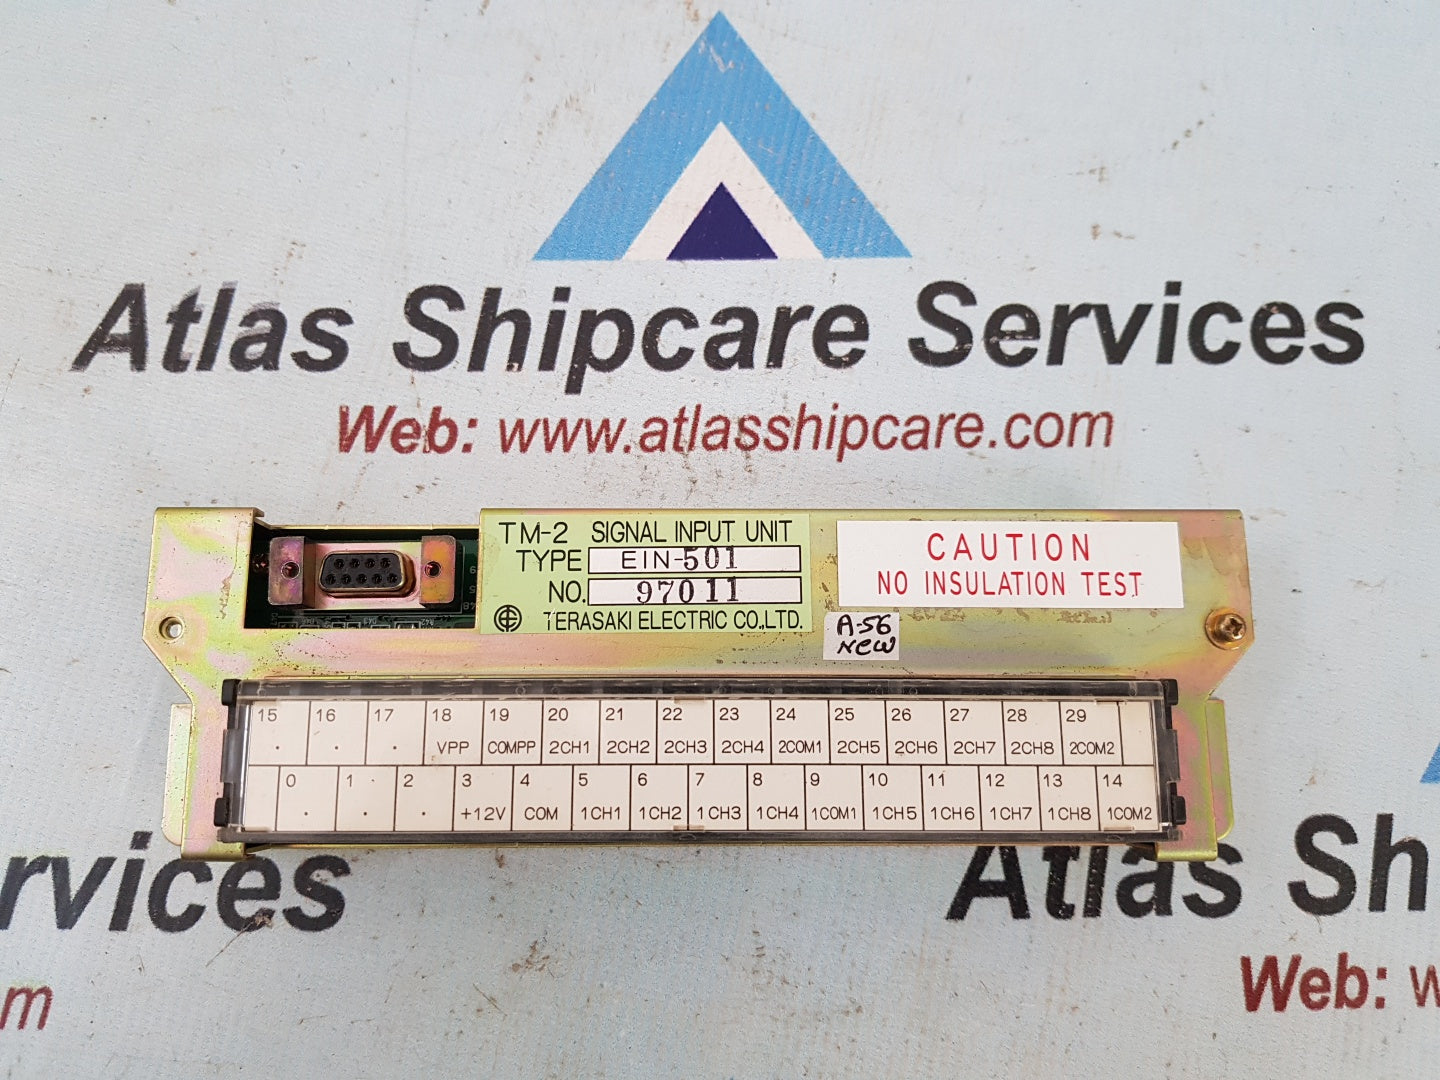 Atlas Shipcare Services
Web: www.atlasshipcare.com
TM-2 SIGNAL INPUT UNIT
TYPE EIN-501
NO. 97011
TERASAKI ELECTRIC CO.,LTD.
CAUTION
NO INSULATION TEST
A-56
New
15 16 17 18 19 20 21 22 23 24 25 26 27 28 29
. . . VPP COMPP 2CH1 2CH2 2CH3 2CH4 2COM1 2CH5 2CH6 2CH7 2CH8 2COM2
0 1 2 3 4 5 6 7 8 9 10 11 12 13 14
. . . +12V COM 1CH1 1CH2 1CH3 1CH4 1COM1 1CH5 1CH6 1CH7 1CH8 1COM2
rvices
Atlas Sh
m
Web: w